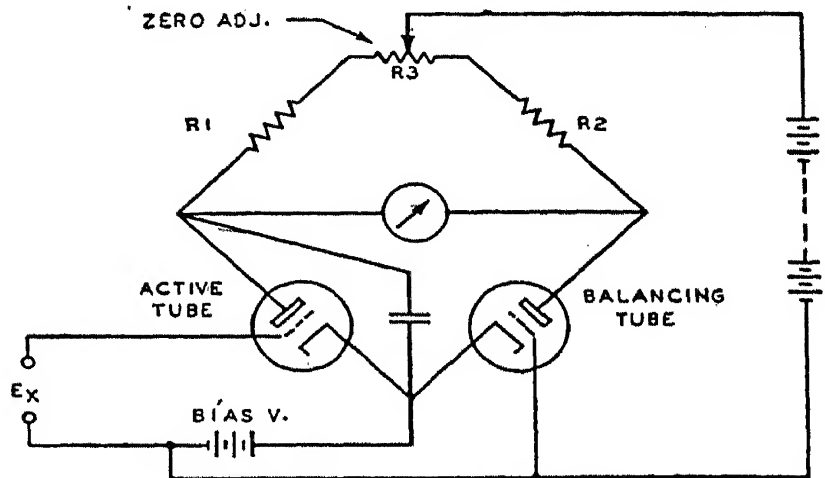 ZERO ADJ.
R3
R1
R2
ACTIVE
TUBE
BALANCING
TUBE
EX
BIAS V.